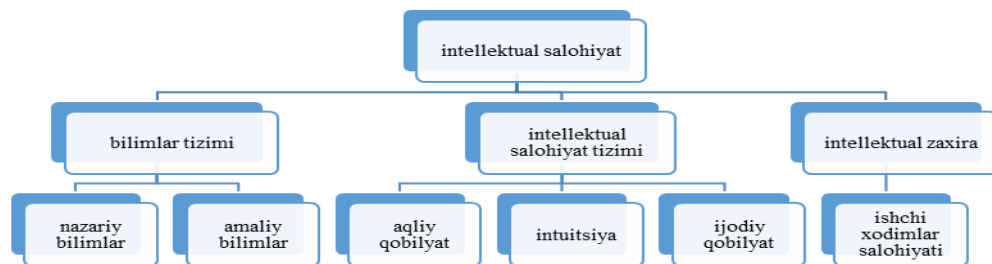 intellektual salohiyat
bilimlar tizimi
intellektual
salohiyat tizimi
intellektual zaxira
nazariy
bilimlar
amaliy
bilimlar
aqliy
qobilyat
intuitsiya
ijodiy
qobilyat
ishchi
xodimlar
salohiyati